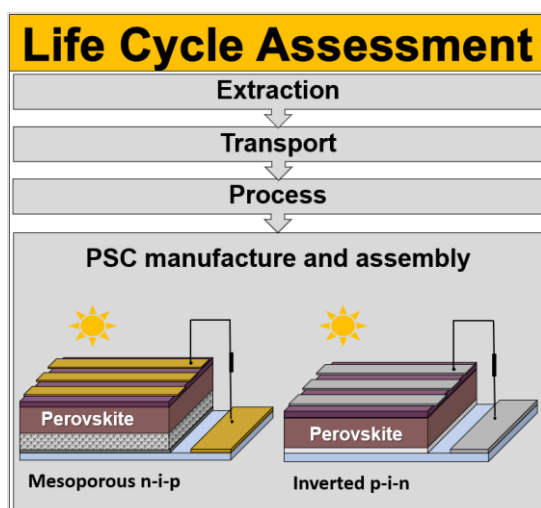 Life Cycle Assessment
Extraction
Transport
Process
PSC manufacture and assembly
Perovskite
Perovskite
Mesoporous n-i-p
Inverted p-i-n